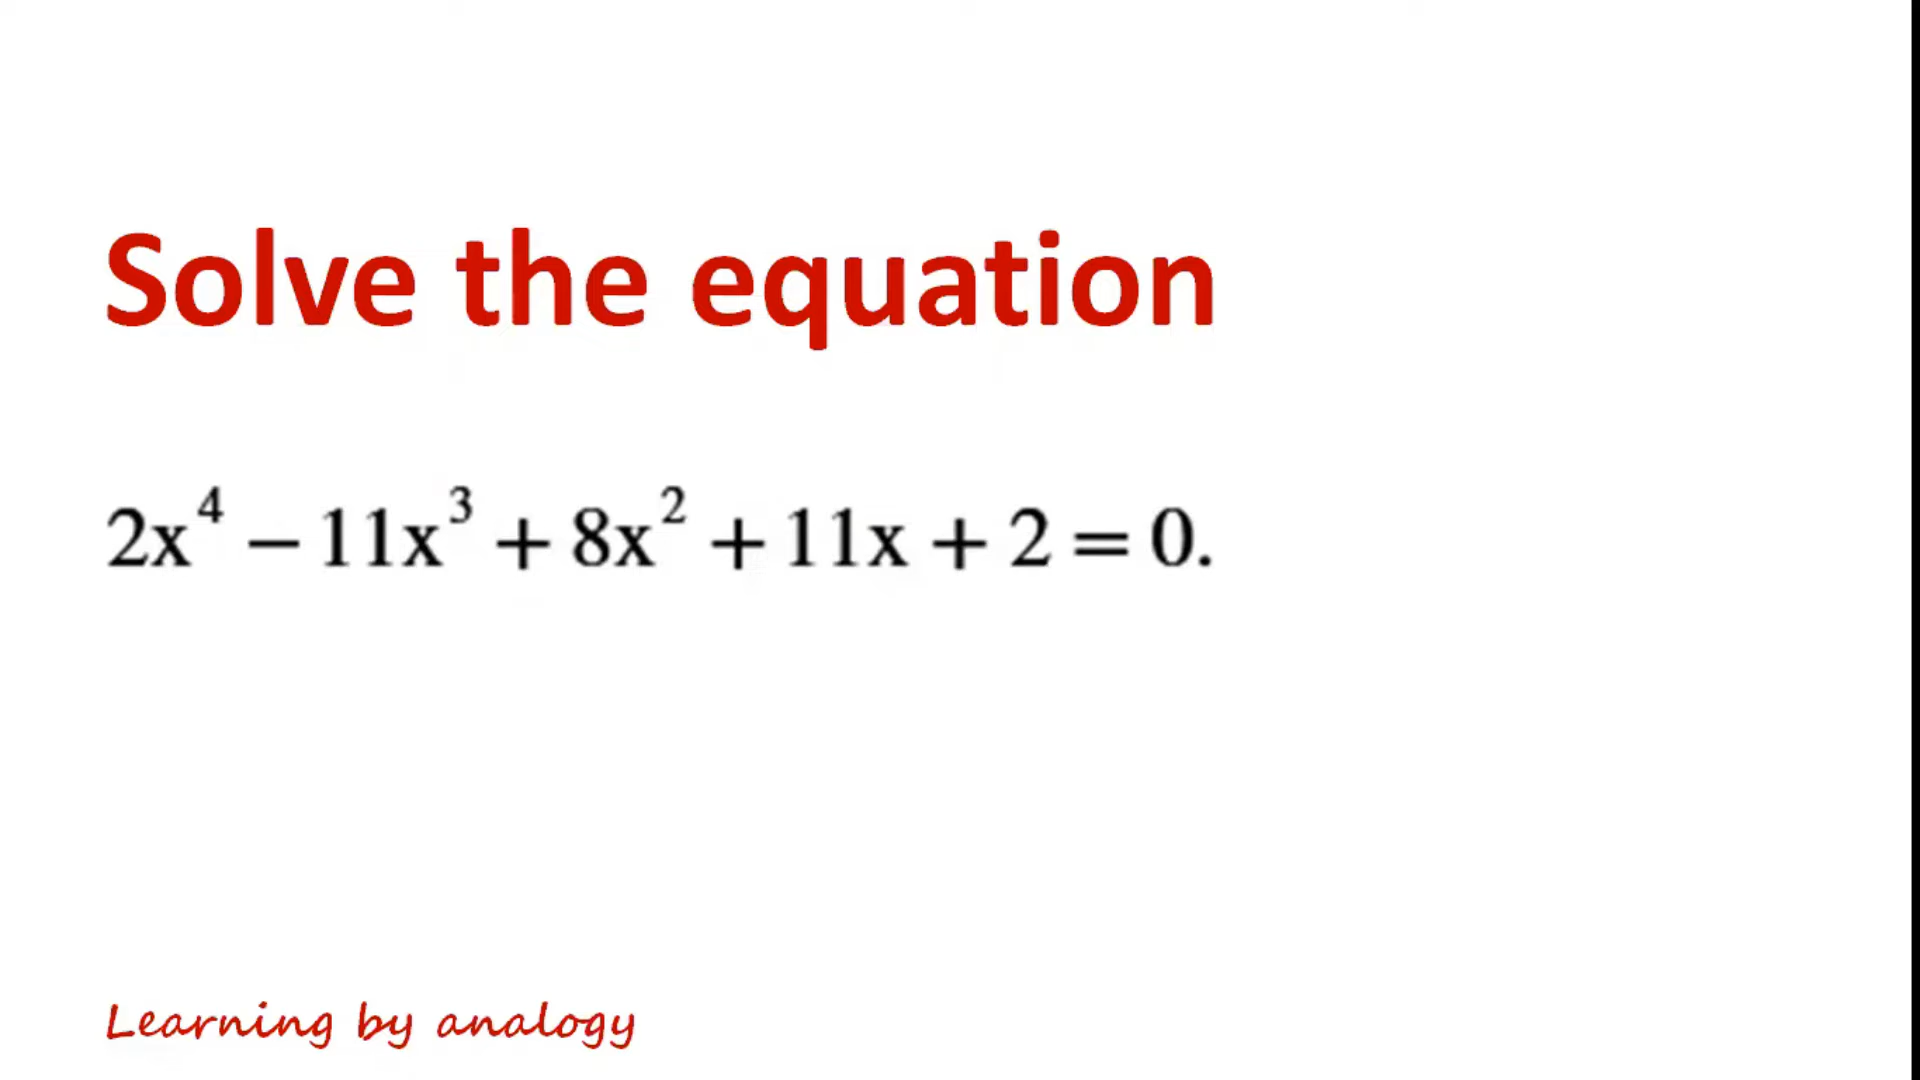 Solve the equation
2x⁴ − 11x³ + 8x² + 11x + 2 = 0.
Learning by analogy